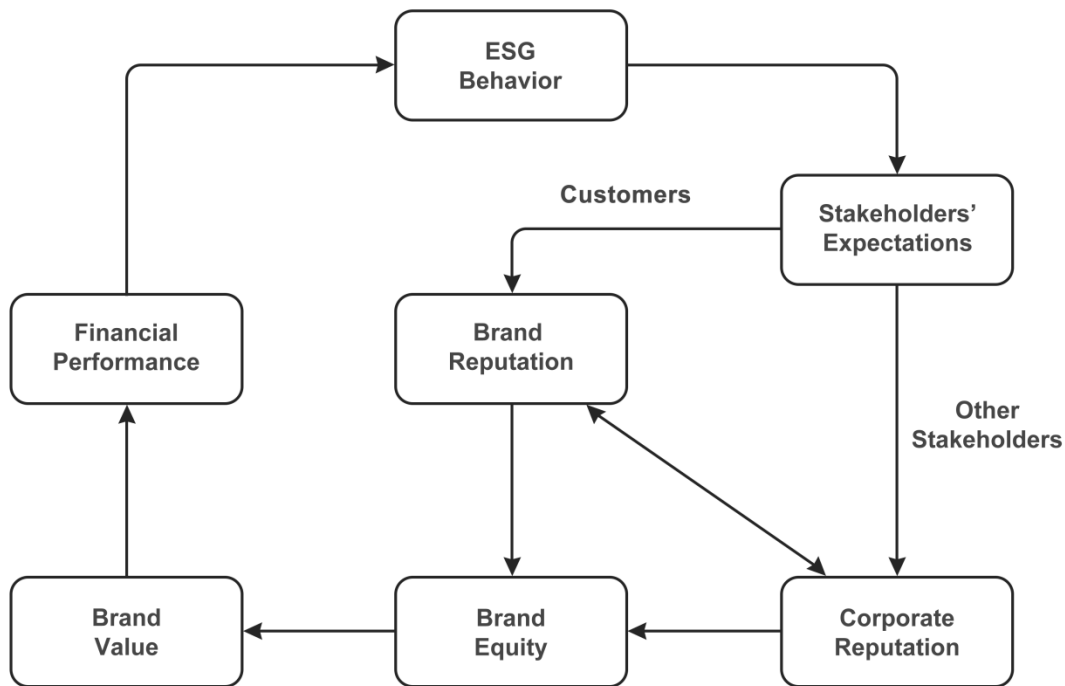 ESG
Behavior
Customers
Stakeholders’
Expectations
Financial
Performance
Brand
Reputation
Other
Stakeholders
Brand
Value
Brand
Equity
Corporate
Reputation